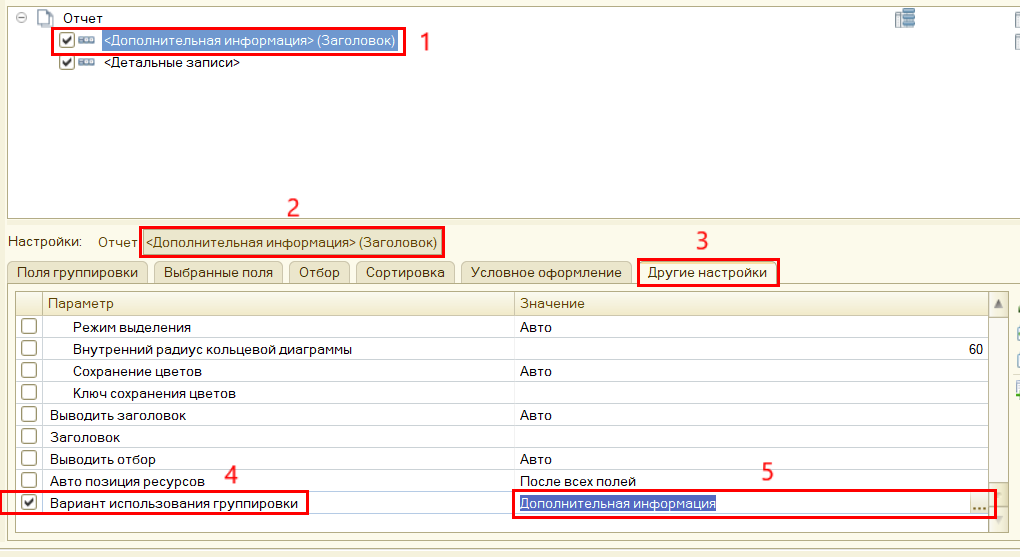 Отчет
<Дополнительная информация> (Заголовок) 1
<Детальные записи>
2
Настройки: Отчет <Дополнительная информация> (Заголовок) 3
Поля группировки Выбранные поля Отбор Сортировка Условное оформление Другие настройки
Параметр Значение
Режим выделения Авто
Внутренний радиус кольцевой диаграммы 60
Сохранение цветов Авто
Ключ сохранения цветов
Выводить заголовок Авто
Заголовок
Выводить отбор Авто
Авто позиция ресурсов 4 После всех полей 5
Вариант использования группировки Дополнительная информация ...